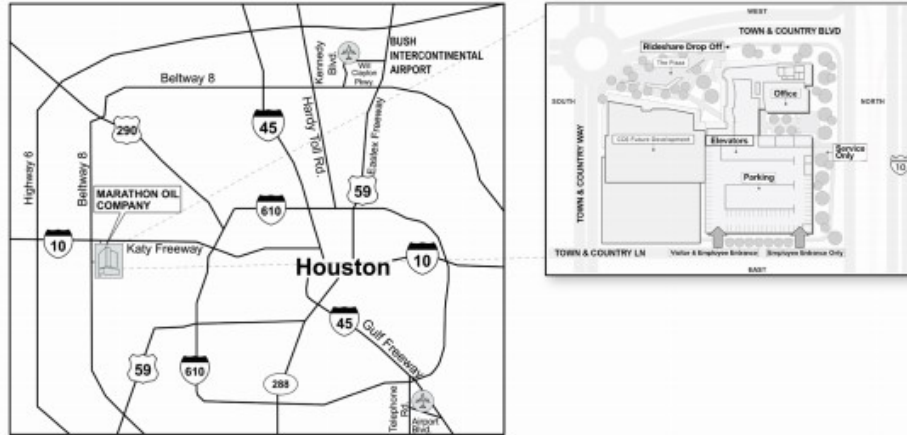 BUSH
INTERCONTINENTAL
AIRPORT
Kennedy
Blvd.
Will
Clayton
Pkwy.
Beltway 8
290
45
Hardy Toll Rd.
Eastex Freeway
59
Highway 6
Beltway 8
MARATHON OIL
COMPANY
610
10
Katy Freeway
Houston
10
45
Gulf Freeway
59
610
288
Telephone
Rd.
Airport
Blvd.
WEST
TOWN & COUNTRY BLVD
Rideshare Drop Off
The Plaza
Office
SOUTH
NORTH
TOWN & COUNTRY WAY
Future Development
Elevators
Service
Only
10
Parking
TOWN & COUNTRY LN
Visitor & Employee Entrance
Employee Entrance Only
EAST